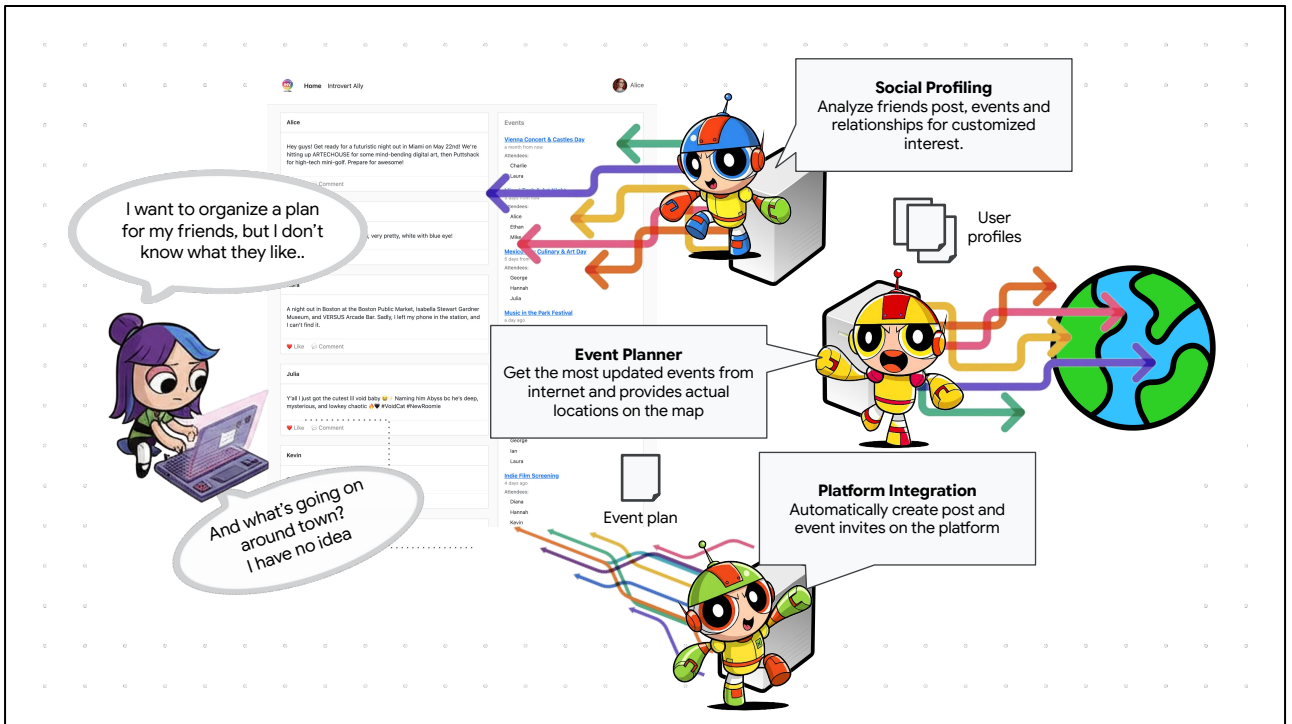 Home Introvert Ally
Alice
Social Profiling
Analyze friends post, events and
relationships for customized
interest.
Alice
Hey guys! Get ready for a futuristic night out in Miami on May 22nd! We're
hitting up ARTECHOUSE for some mind-bending digital art, then Puttshack
for high-tech mini-golf. Prepare for awesome!
Comment
Events
Vienna Concert & Castles Day
a month from now
Attendees:
Charlie
Laura
Alice
Ethan
Mike
Mexico Culinary & Art Day
5 days from
Attendees:
George
Hannah
Julia
Music in the Park Festival
a day ago
I want to organize a plan
for my friends, but I don't
know what they like..
, very pretty, white with blue eye!
User
profiles
A night out in Boston at the Boston Public Market, Isabella Stewart Gardner
Museum, and VERSUS Arcade Bar. Sadly, I left my phone in the station, and
I can't find it.
Like Comment
Event Planner
Get the most updated events from
internet and provides actual
locations on the map
Julia
Y'all I just got the cutest lil void baby 😂✨ Naming him Abyss bc he's deep,
mysterious, and lowkey chaotic 🔥🖤 #VoidCat #NewRoomie
Like Comment
Kevin
George
Ian
Laura
Indie Film Screening
4 days ago
Attendees:
Diana
Hannah
Kevin
Event plan
And what's going on
around town?
I have no idea
Platform Integration
Automatically create post and
event invites on the platform